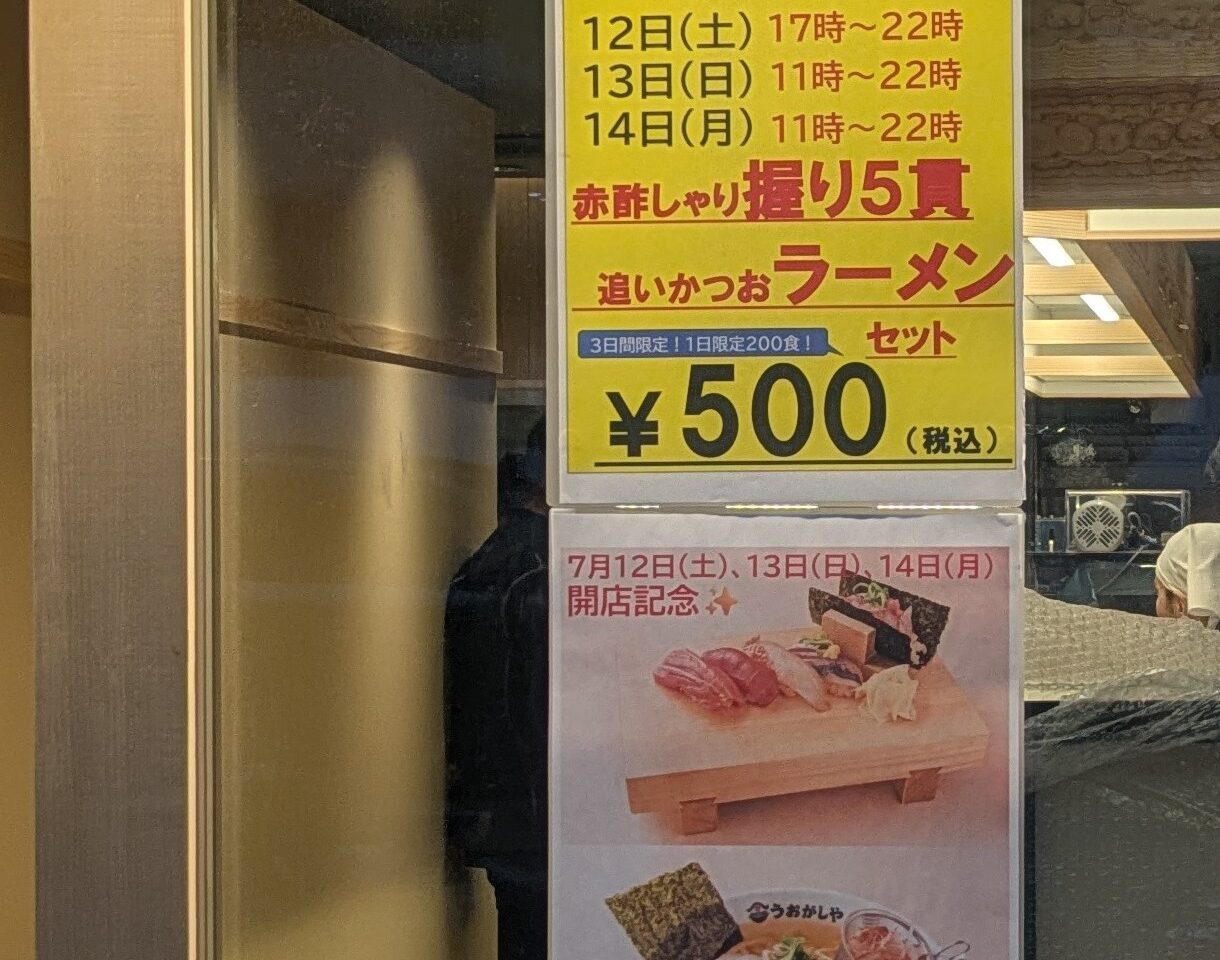 12日(土) 17時～22時
13日(日) 11時～22時
14日(月) 11時～22時
赤酢しゃり握り5貫
追いかつおラーメン
セット
3日間限定！1日限定200食！
￥500(税込)
7月12日(土)、13日(日)、14日(月)
開店記念✨
うおがしや